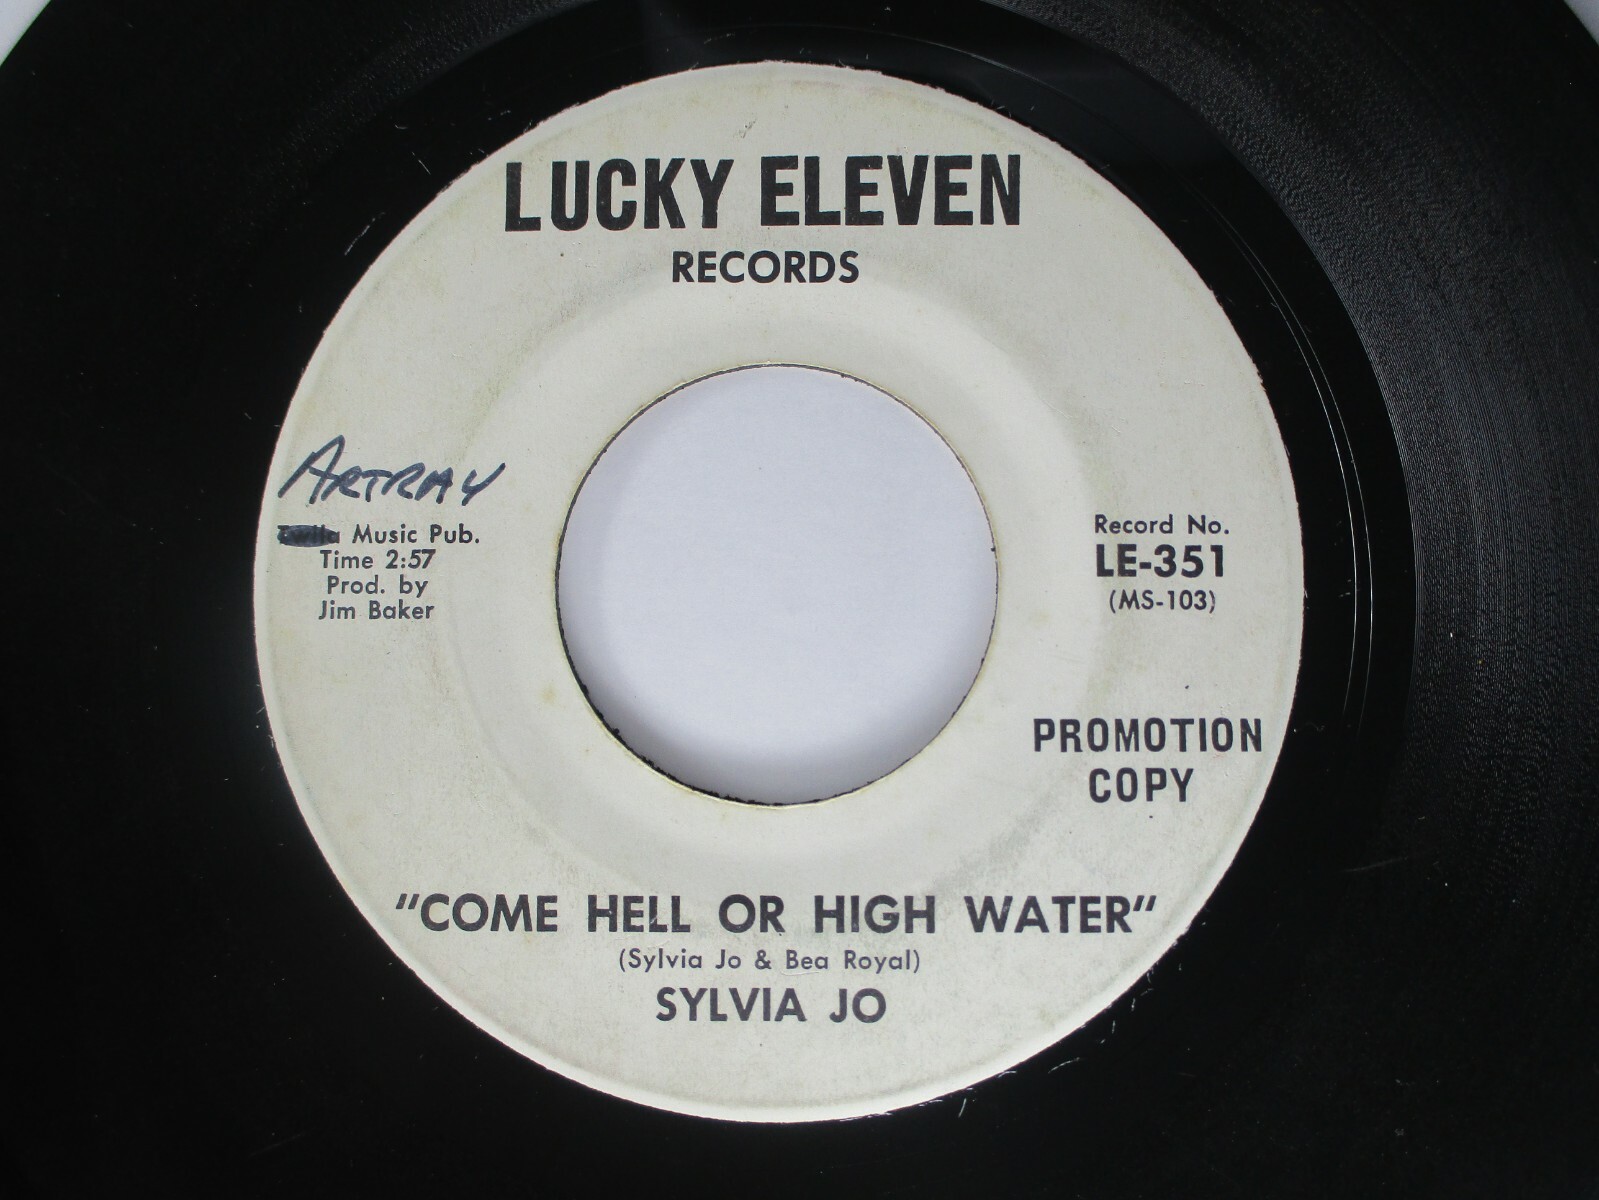 LUCKY ELEVEN
RECORDS
ARTRAY
Music Pub.
Time 2:57
Prod. by
Jim Baker
Record No.
LE-351
(MS-103)
PROMOTION
COPY
"COME HELL OR HIGH WATER"
(Sylvia Jo & Bea Royal)
SYLVIA JO